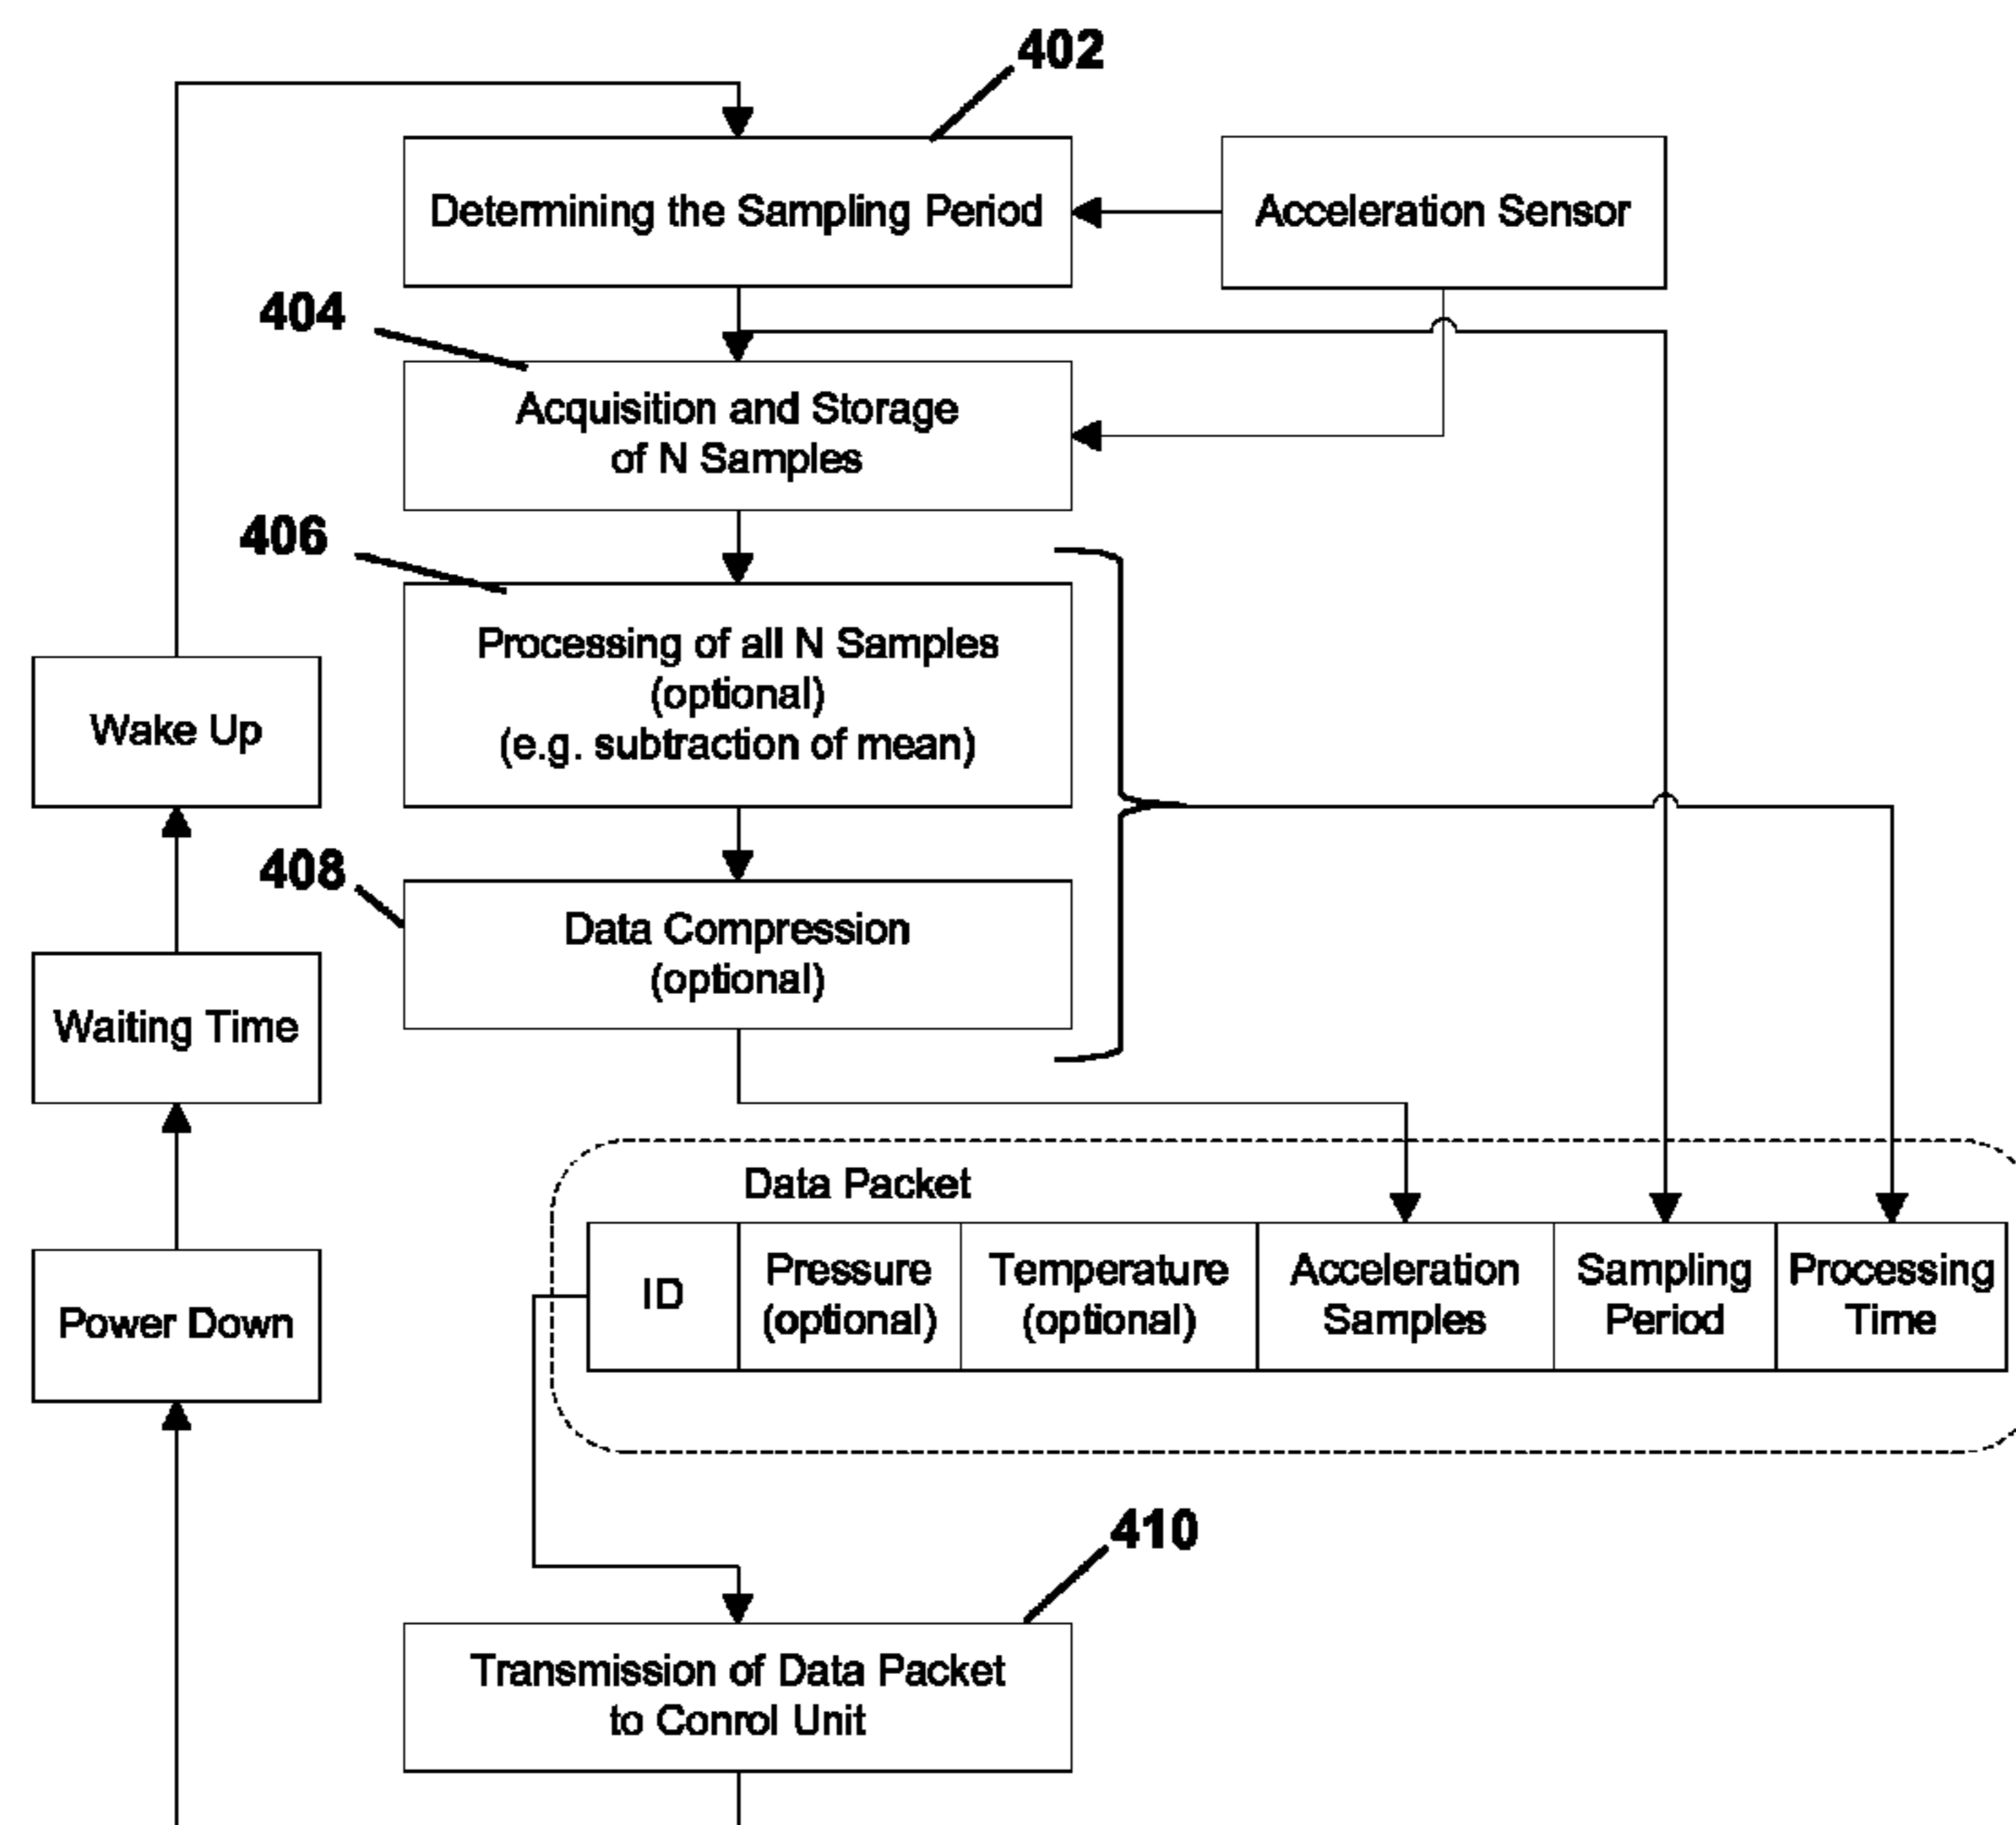 402
Determining the Sampling Period
Acceleration Sensor
404
Acquisition and Storage
of N Samples
406
Processing of all N Samples
(optional)
(e.g. subtraction of mean)
Wake Up
408
Data Compression
(optional)
Waiting Time
Data Packet
ID
Pressure
(optional)
Temperature
(optional)
Acceleration
Samples
Sampling
Period
Processing
Time
Power Down
410
Transmission of Data Packet
to Conrol Unit